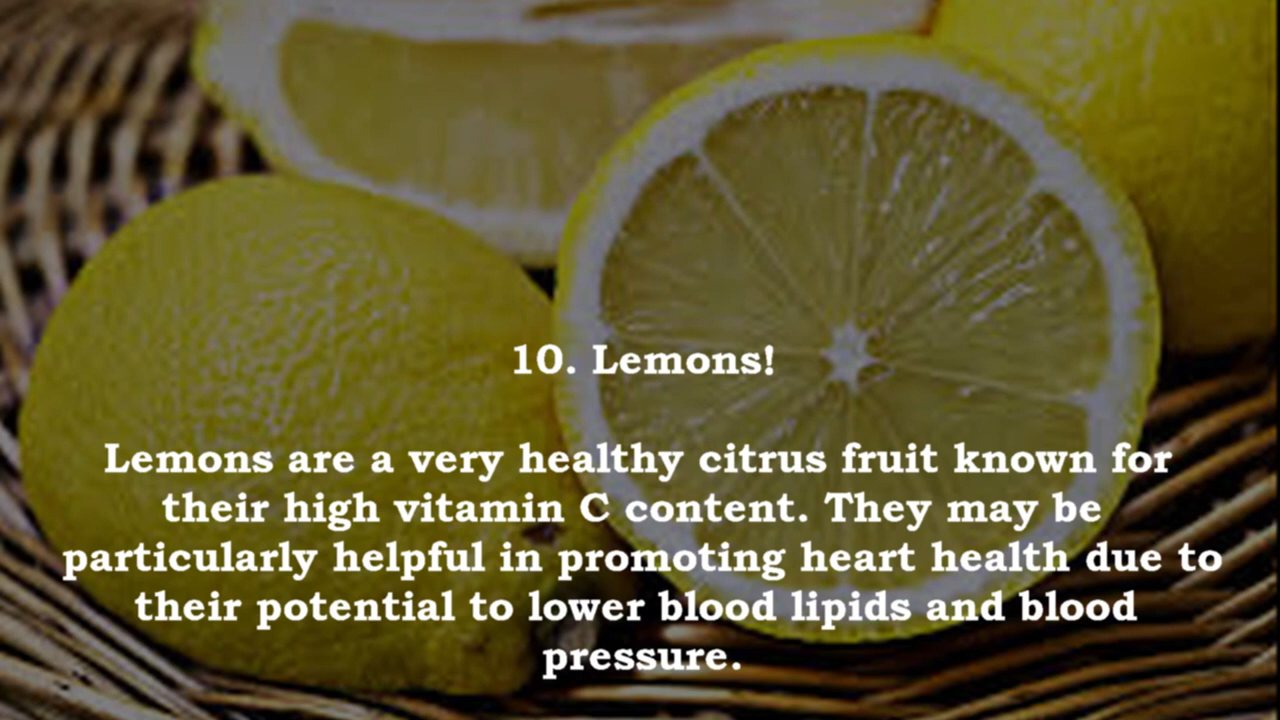 10. Lemons!
Lemons are a very healthy citrus fruit known for
their high vitamin C content. They may be
particularly helpful in promoting heart health due to
their potential to lower blood lipids and blood
pressure.